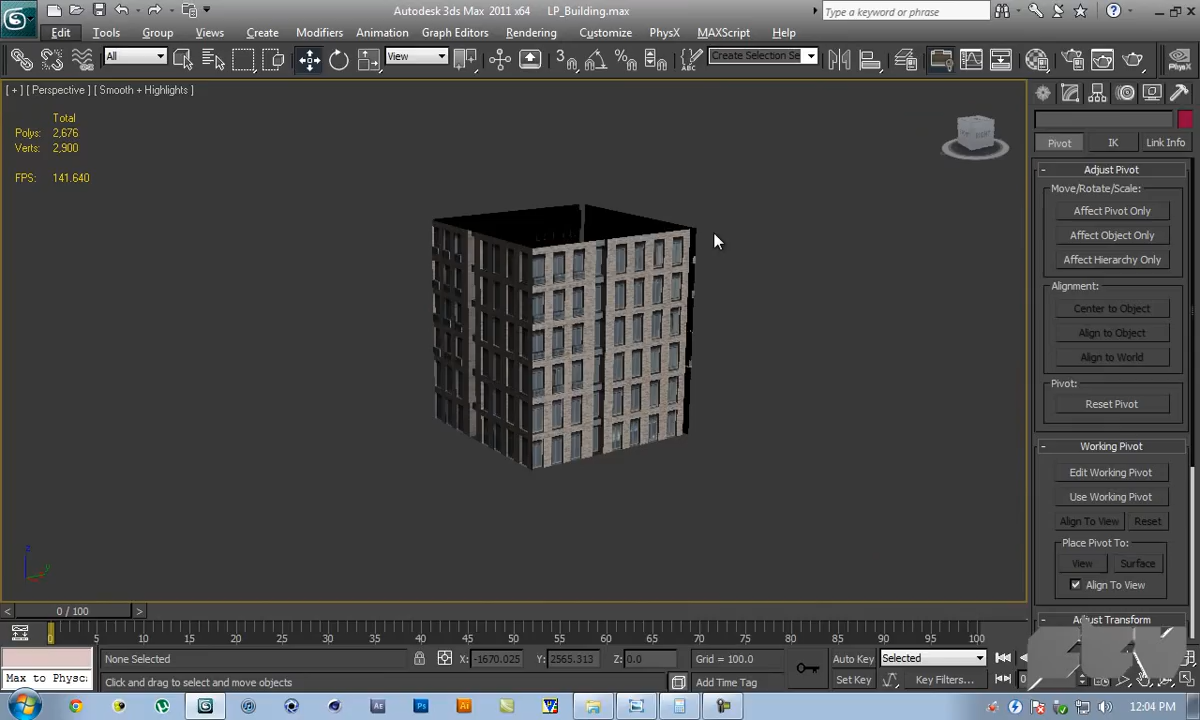 Autodesk 3ds Max 2011 x64 LP_Building.max
Type a keyword or phrase
Edit Tools Group Views Create Modifiers Animation Graph Editors Rendering Customize PhysX MAXScript Help
All View Create Selection Se PhysX
[ + ] [ Perspective ] [ Smooth + Highlights ]
Total
Polys: 2,676
Verts: 2,900
FPS: 141.640
Pivot IK Link Info
- Adjust Pivot
Move/Rotate/Scale:
Affect Pivot Only
Affect Object Only
Affect Hierarchy Only
Alignment:
Center to Object
Align to Object
Align to World
Pivot:
Reset Pivot
- Working Pivot
Edit Working Pivot
Use Working Pivot
Align To View Reset
Place Pivot To:
View Surface
Align To View
Adjust Transform
z
y
< 0 / 100 >
0 5 10 15 20 25 30 35 40 45 50 55 60 65 70 75 80 85 90 95 100
None Selected X: -1670.025 Y: 2565.313 Z: 0.0 Grid = 100.0 Auto Key Selected
Max to Physc: Click and drag to select and move objects Add Time Tag Set Key Key Filters... 0
12:04 PM